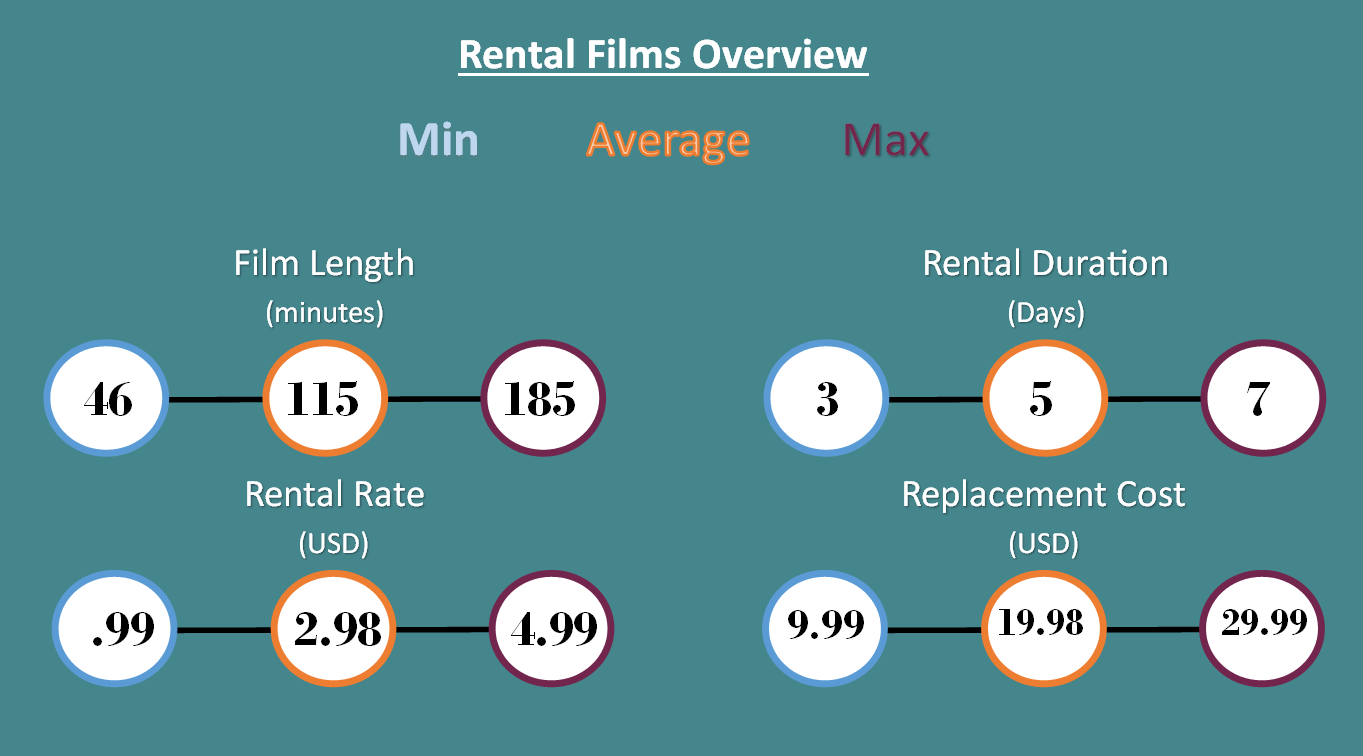 Rental Films Overview
Min Average Max
Film Length
(minutes)
46 115 185
Rental Duration
(Days)
3 5 7
Rental Rate
(USD)
.99 2.98 4.99
Replacement Cost
(USD)
9.99 19.98 29.99